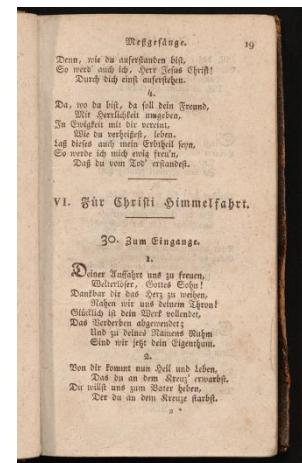 Meßgesänge. 19
Denn, wie du auferstanden bist,
So werd' auch ich, Herr Jesus Christ!
Durch dich einst auferstehen.
4.
Da, wo du bist, da soll dein Freund,
Mit Herrlichkeit umgeben,
In Ewigkeit mit dir vereint,
Wie du verheißest, leben.
Laß dieses auch mein Erbtheil seyn,
So werde ich mich ewig freu'n,
Daß du vom Tod' erstandest.
VI. Für Christi Himmelfahrt.
30. Zum Eingange.
1.
Deiner Auffahrt uns zu freuen,
Welterlöser, Gottes Sohn!
Dankbar dir das Herz zu weihen,
Nahen wir uns deinem Thron!
Glücklich ist dein Werk vollendet,
Das Verderben abgewendet;
Und zu deines Namens Ruhm
Sind wir jetzt dein Eigenthum.
2.
Von dir kommt nun Heil und Leben,
Das du an dem Kreuz' erwarbst.
Du willst uns zum Vater heben,
Der du an dem Kreuze starbst.